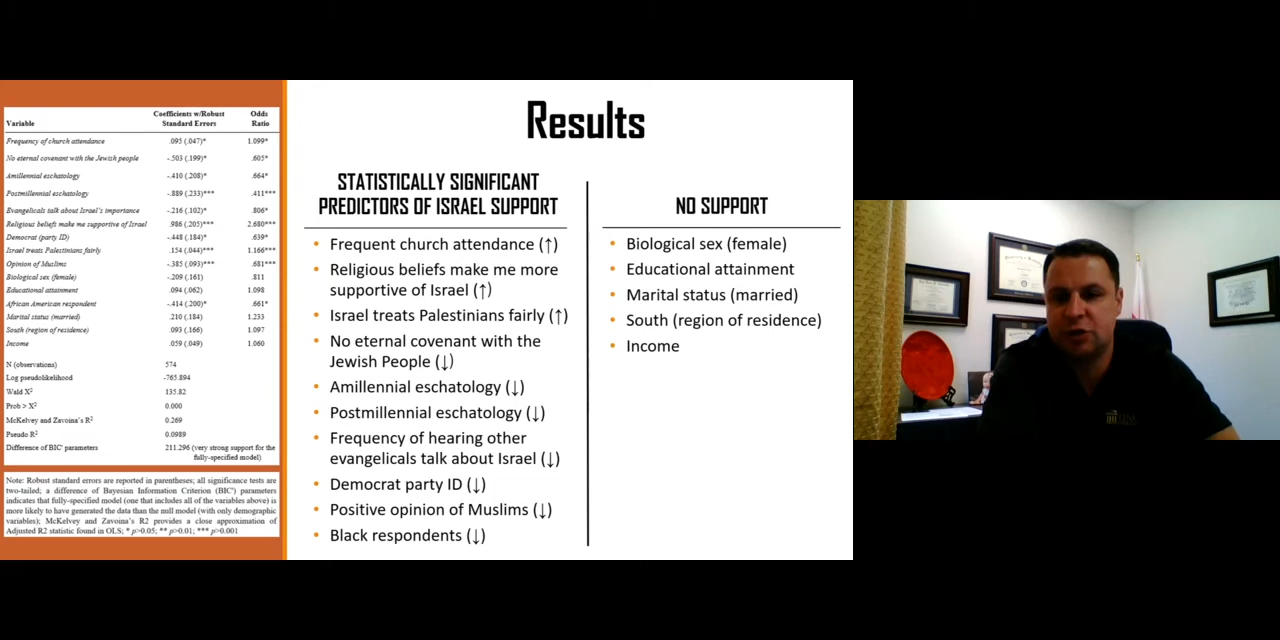 Variable Coefficients w/Robust Standard Errors Odds Ratio
Frequency of church attendance .095 (.047)* 1.099*
No eternal covenant with the Jewish people -.503 (.199)* .605*
Amillennial eschatology -.410 (.208)* .664*
Postmillennial eschatology -.889 (.233)*** .411***
Evangelicals talk about Israel's importance -.216 (.102)* .806*
Religious beliefs make me supportive of Israel .986 (.205)*** 2.680***
Democrat (party ID) -.448 (.184)* .639*
Israel treats Palestinians fairly .154 (.044)*** 1.166***
Opinion of Muslims -.385 (.093)*** .681***
Biological sex (female) -.209 (.161) .811
Educational attainment .094 (.062) 1.098
African American respondent -.414 (.200)* .661*
Marital status (married) .210 (.184) 1.233
South (region of residence) .093 (.166) 1.097
Income .059 (.049) 1.060
N (observations) 574
Log pseudolikelihood -765.894
Wald X² 135.82
Prob > X² 0.000
McKelvey and Zavoina's R² 0.269
Pseudo R² 0.0989
Difference of BIC' parameters 211.296 (very strong support for the
fully-specified model)
Note: Robust standard errors are reported in parentheses; all significance tests are
two-tailed; a difference of Bayesian Information Criterion (BIC') parameters
indicates that fully-specified model (one that includes all of the variables above) is
more likely to have generated the data than the null model (with only demographic
variables); McKelvey and Zavoina's R2 provides a close approximation of
Adjusted R2 statistic found in OLS; * p>0.05; ** p>0.01; *** p>0.001
Results
STATISTICALLY SIGNIFICANT
PREDICTORS OF ISRAEL SUPPORT
• Frequent church attendance (↑)
• Religious beliefs make me more
supportive of Israel (↑)
• Israel treats Palestinians fairly (↑)
• No eternal covenant with the
Jewish People (↓)
• Amillennial eschatology (↓)
• Postmillennial eschatology (↓)
• Frequency of hearing other
evangelicals talk about Israel (↓)
• Democrat party ID (↓)
• Positive opinion of Muslims (↓)
• Black respondents (↓)
NO SUPPORT
• Biological sex (female)
• Educational attainment
• Marital status (married)
• South (region of residence)
• Income